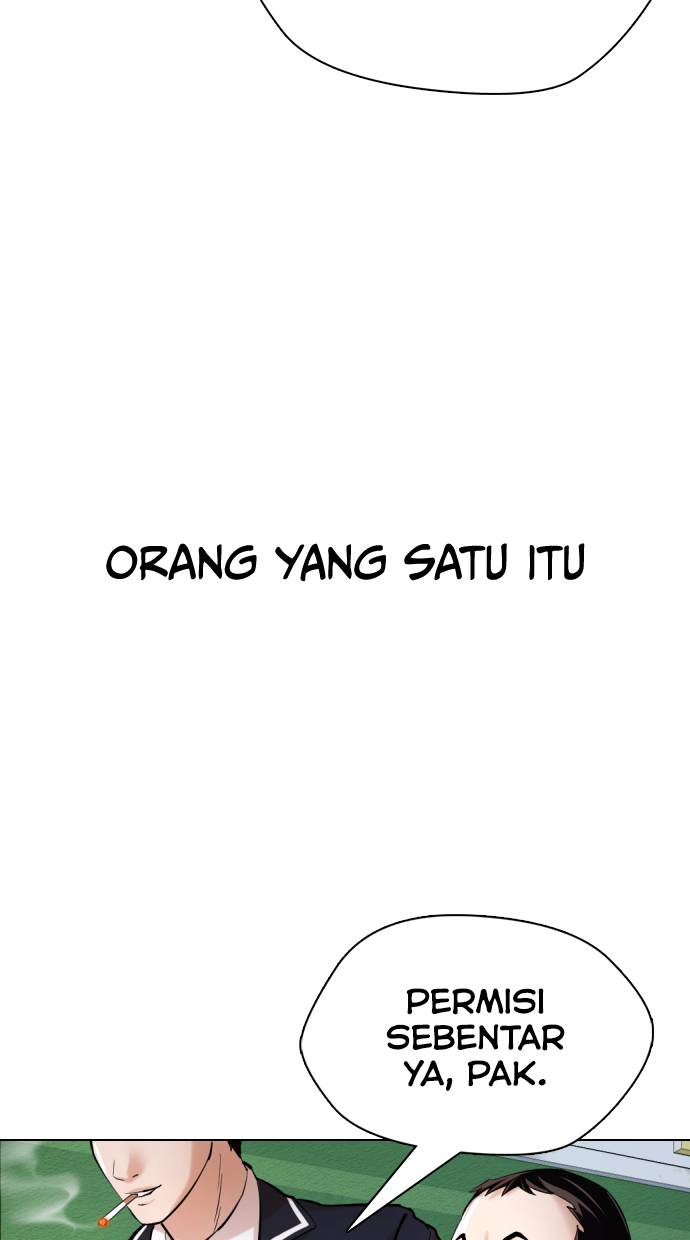 ORANG YANG SATU ITU
PERMISI
SEBENTAR
YA, PAK.